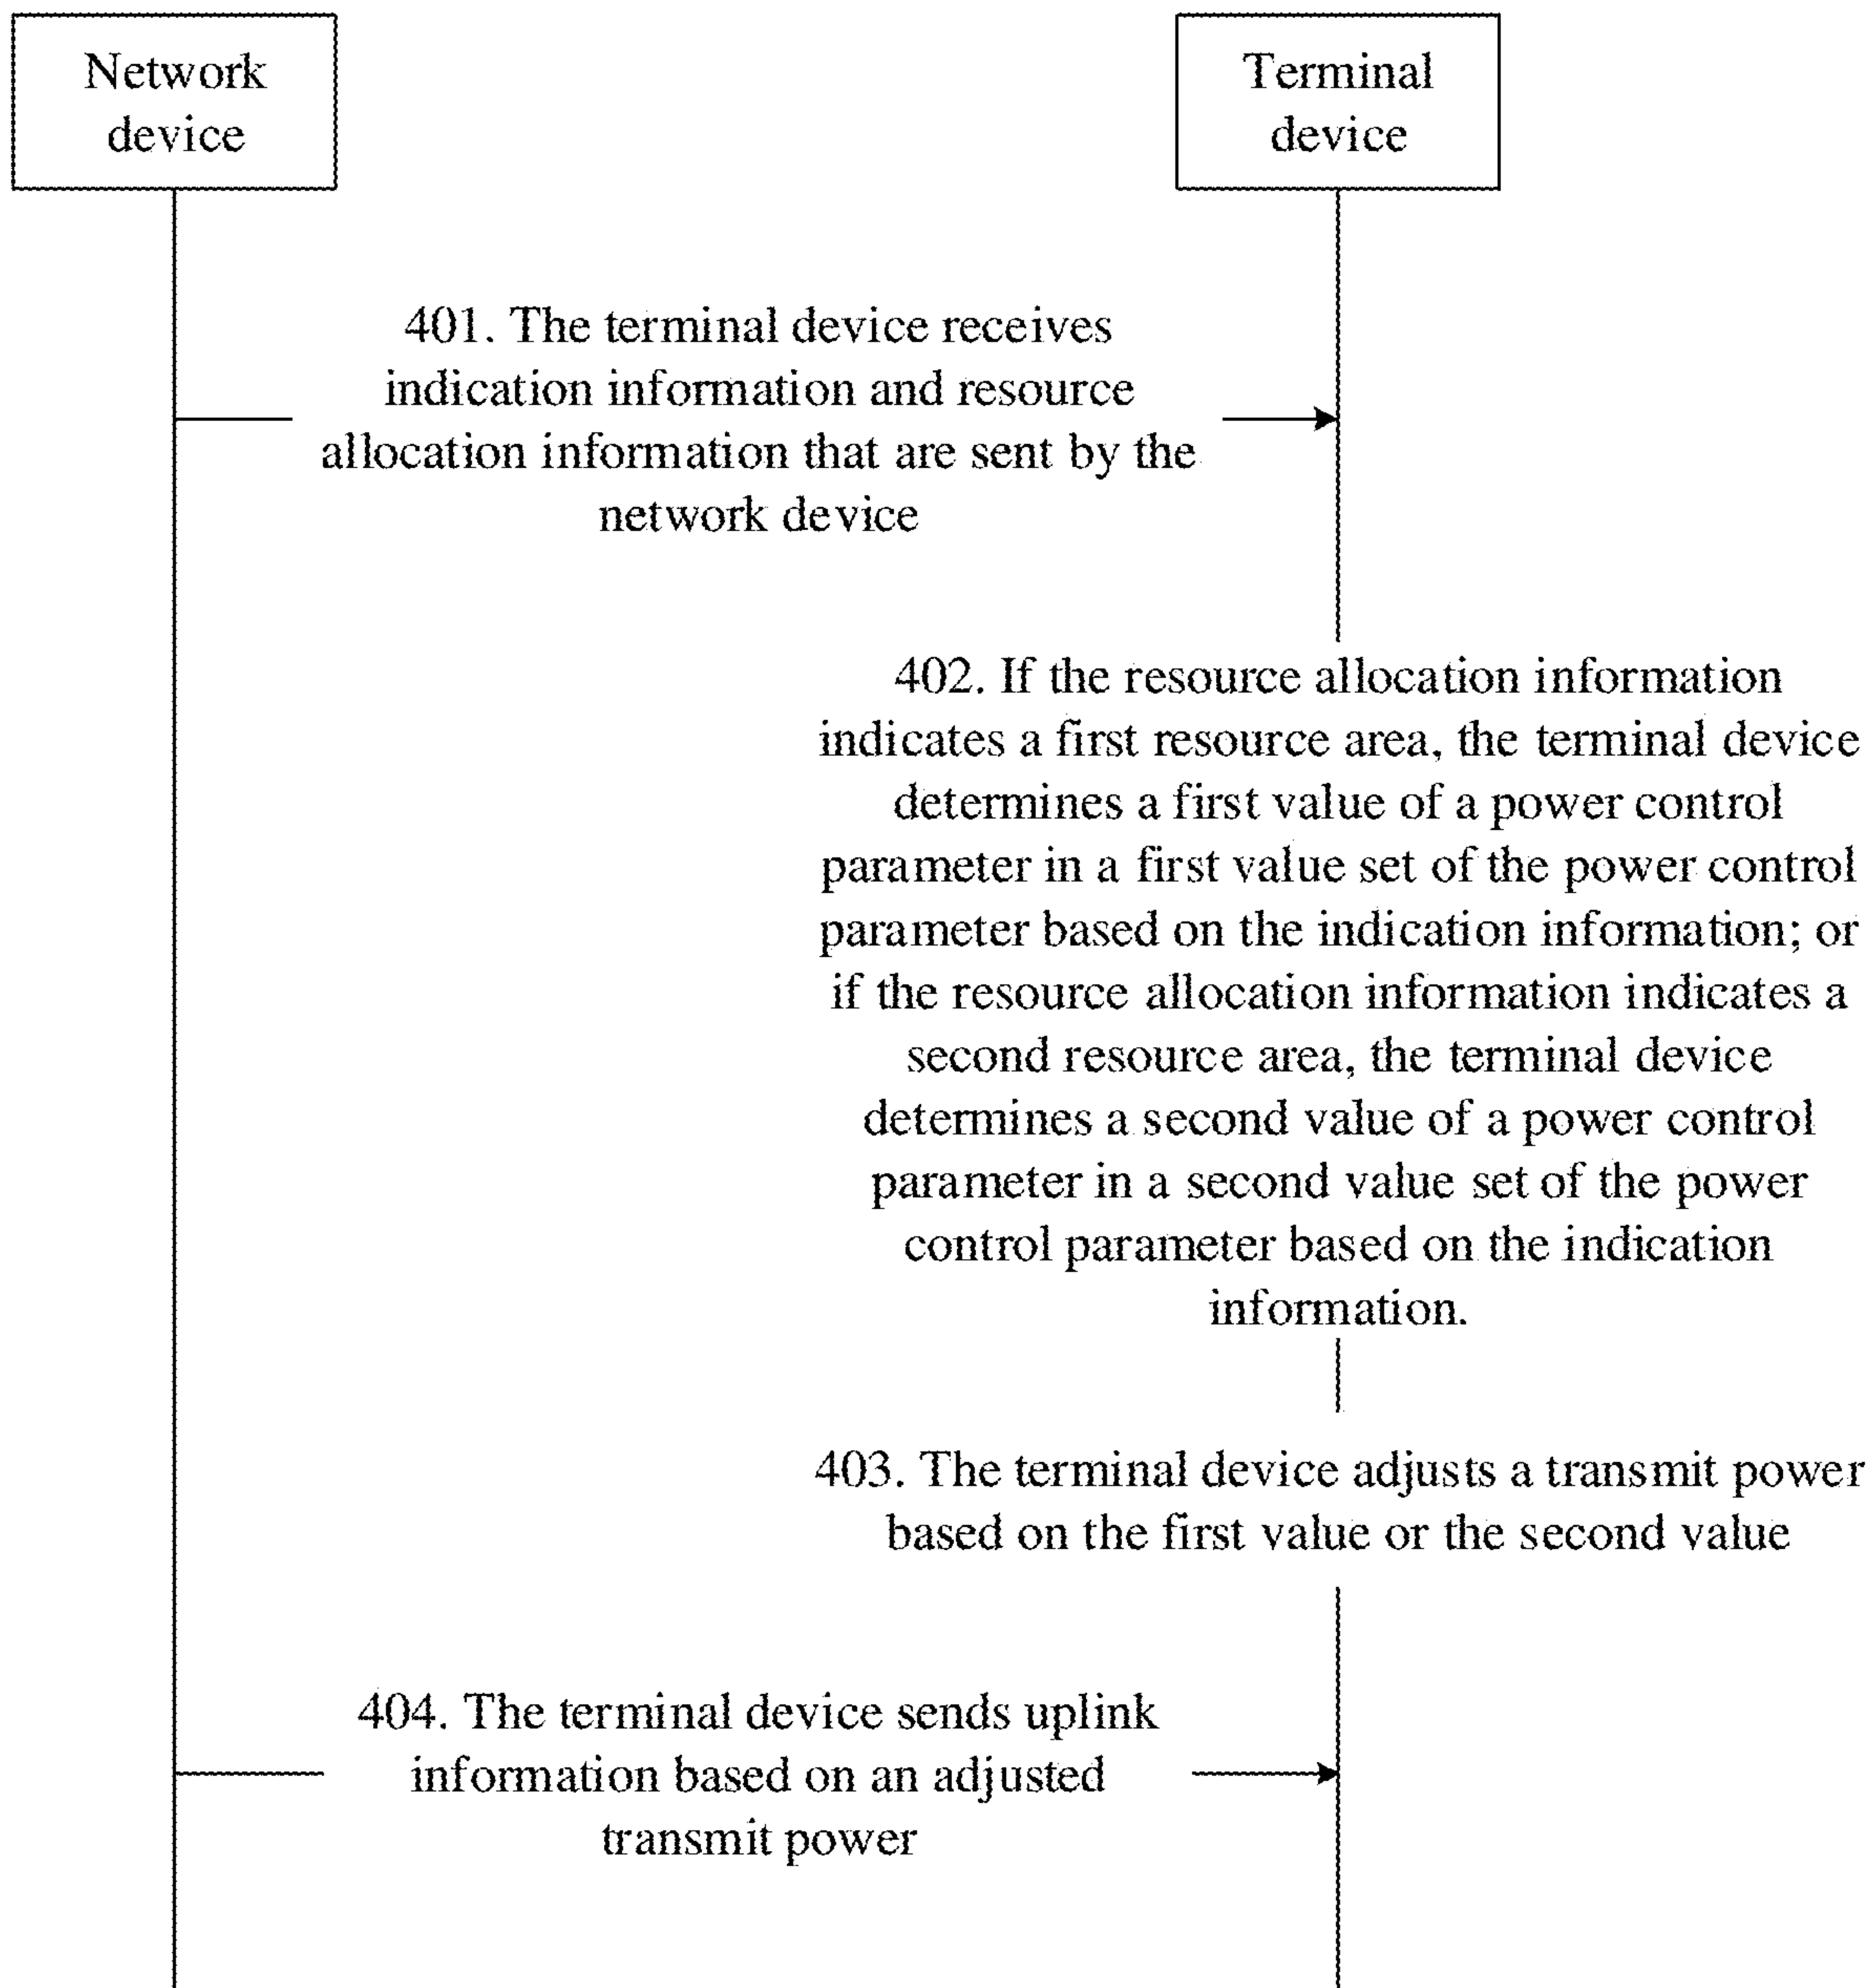 Network
device
Terminal
device
401. The terminal device receives
indication information and resource
allocation information that are sent by the
network device
402. If the resource allocation information
indicates a first resource area, the terminal device
determines a first value of a power control
parameter in a first value set of the power control
parameter based on the indication information; or
if the resource allocation information indicates a
second resource area, the terminal device
determines a second value of a power control
parameter in a second value set of the power
control parameter based on the indication
information.
403. The terminal device adjusts a transmit power
based on the first value or the second value
404. The terminal device sends uplink
information based on an adjusted
transmit power